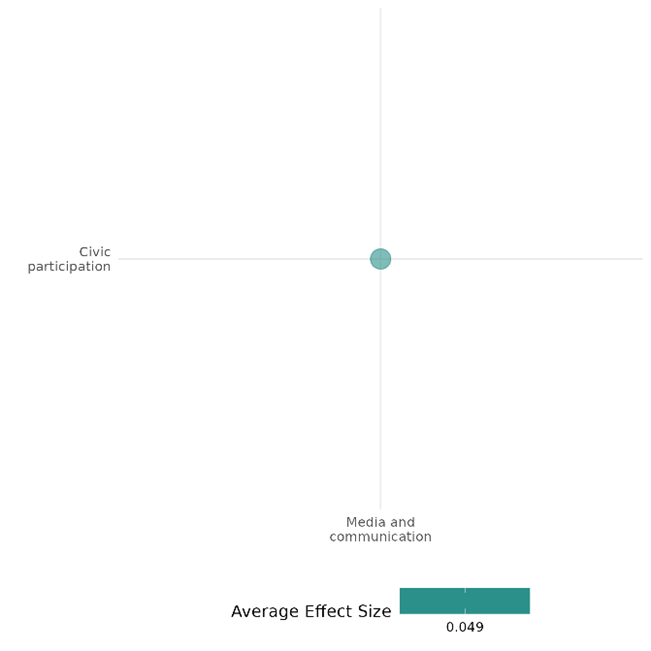 Civic
participation
Media and
communication
Average Effect Size
0.049